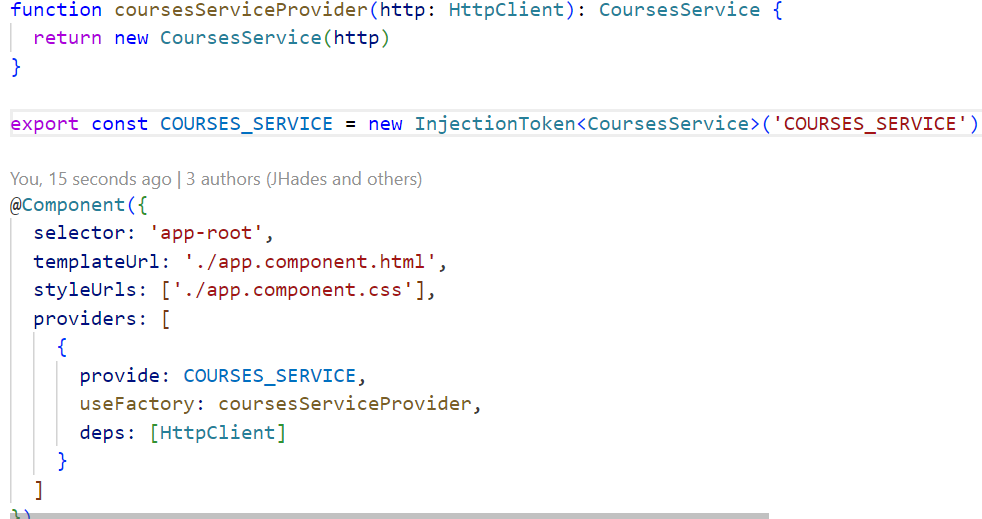 function coursesServiceProvider(http: HttpClient): CoursesService {
  return new CoursesService(http)
}
export const COURSES_SERVICE = new InjectionToken<CoursesService>('COURSES_SERVICE')
You, 15 seconds ago | 3 authors (JHades and others)
@Component({
  selector: 'app-root',
  templateUrl: './app.component.html',
  styleUrls: ['./app.component.css'],
  providers: [
    {
      provide: COURSES_SERVICE,
      useFactory: coursesServiceProvider,
      deps: [HttpClient]
    }
  ]
})